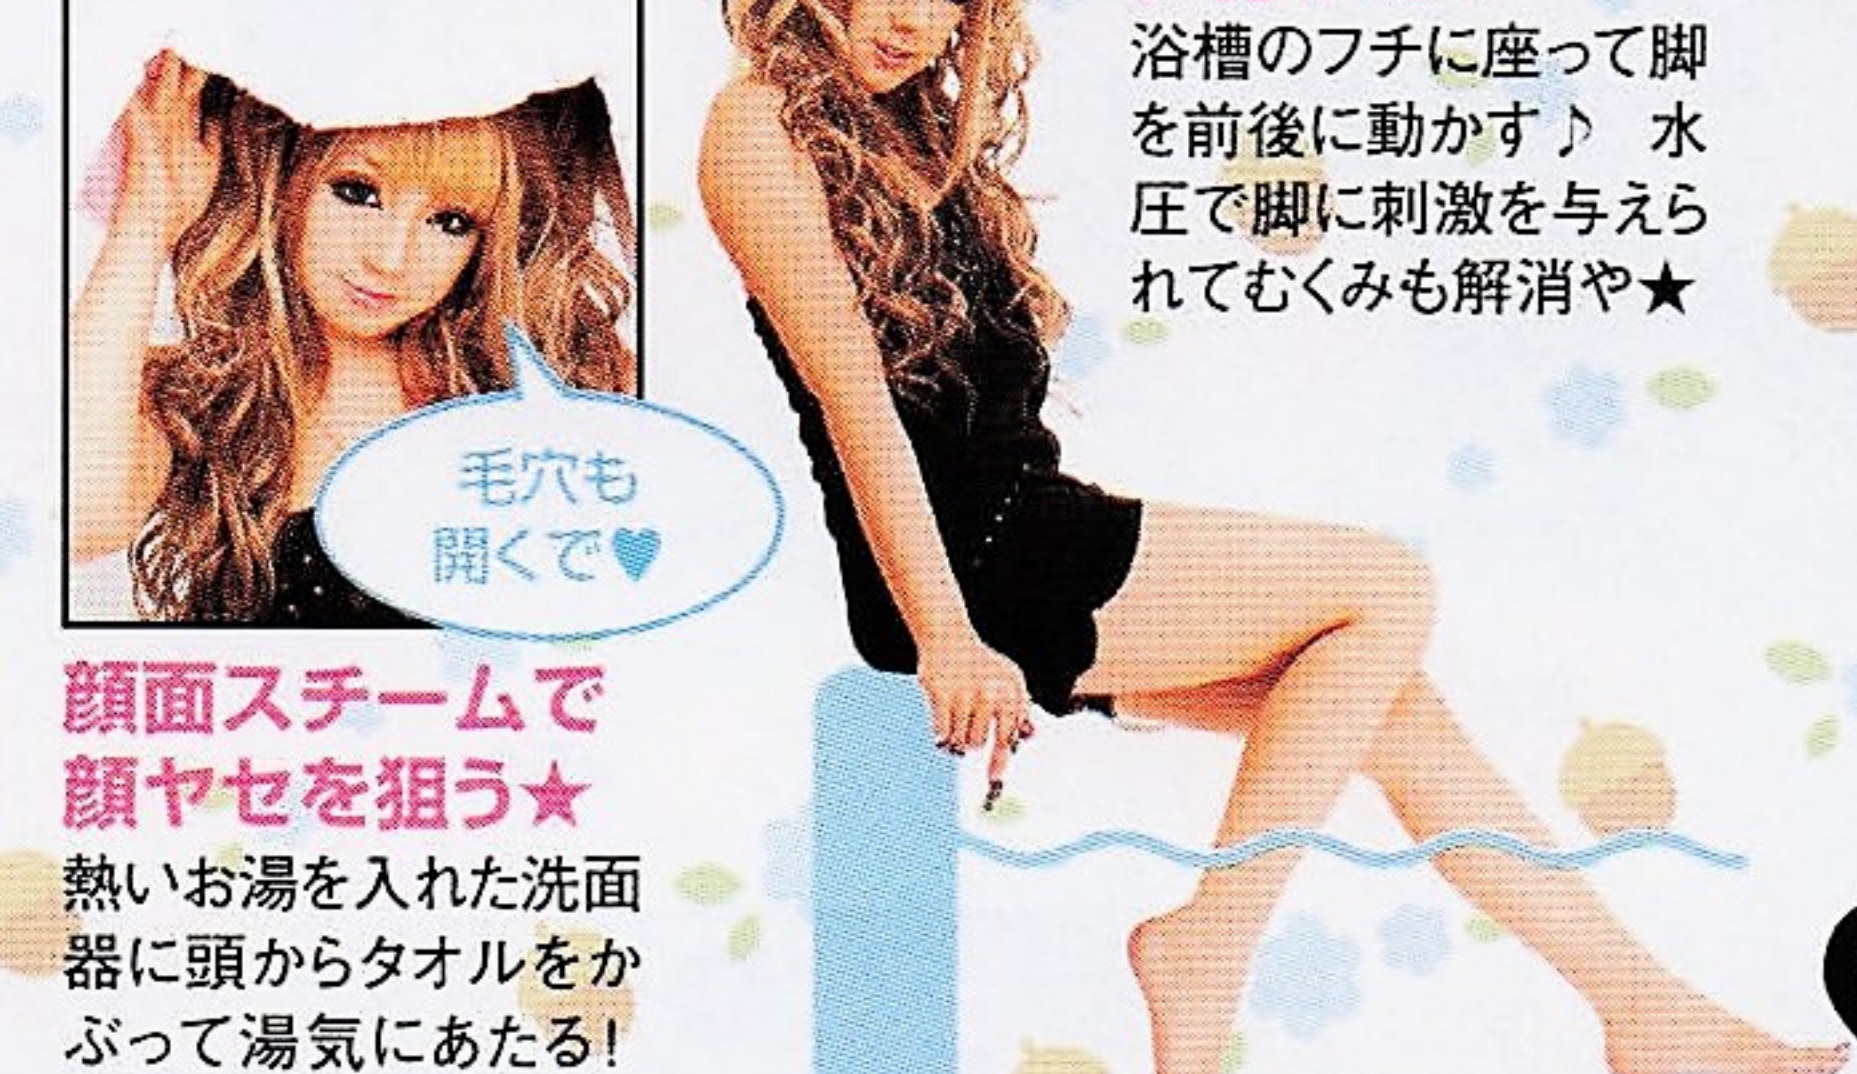 浴槽のフチに座って脚
を前後に動かす♪　水
圧で脚に刺激を与えら
れてむくみも解消や★
毛穴も
開くで♥
顔面スチームで
顔ヤセを狙う★
熱いお湯を入れた洗面
器に頭からタオルをか
ぶって湯気にあたる!